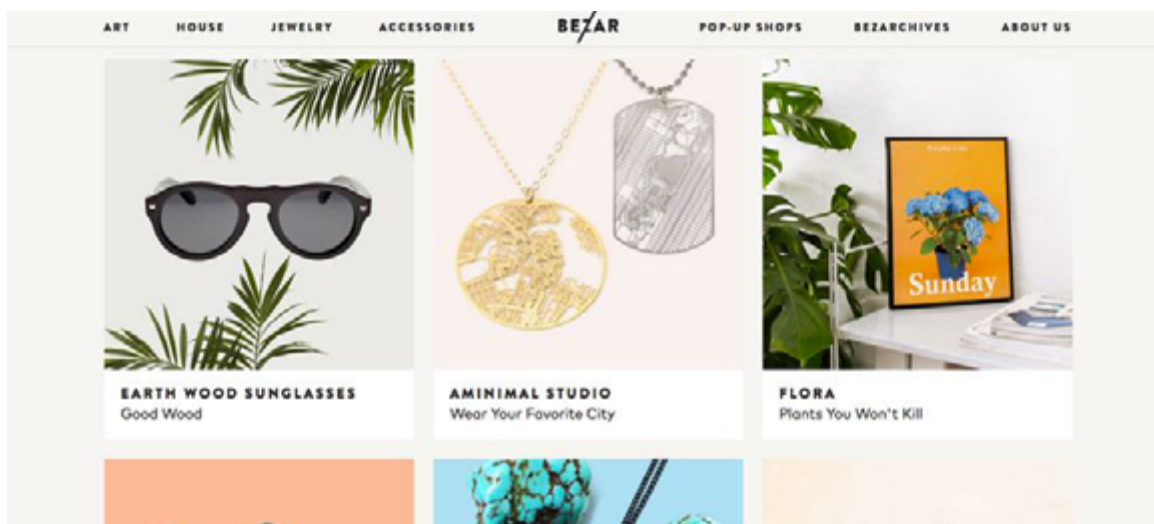 ART HOUSE JEWELRY ACCESSORIES BEZAR POP-UP SHOPS BEZARCHIVES ABOUT US
Sunday
EARTH WOOD SUNGLASSES
Good Wood
AMINIMAL STUDIO
Wear Your Favorite City
FLORA
Plants You Won't Kill